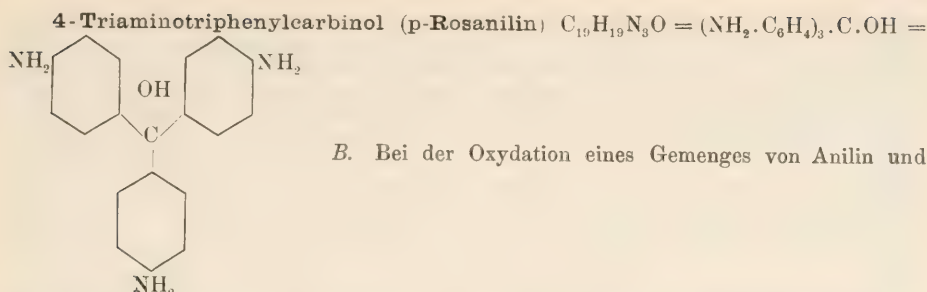 4-Triaminotriphenylcarbinol (p-Rosanilin) C₁₉H₁₉N₃O = (NH₂.C₆H₄)₃.C.OH =
NH₂ NH₂
OH
C
B. Bei der Oxydation eines Gemenges von Anilin und
NH₂